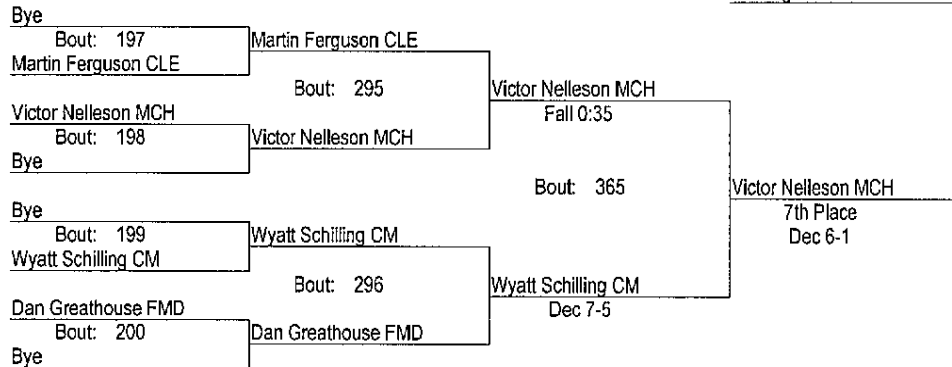 Bye
Bout: 197
Martin Ferguson CLE
Martin Ferguson CLE
Bout: 295
Victor Nelleson MCH
Fall 0:35
Victor Nelleson MCH
Bout: 198
Victor Nelleson MCH
Bye
Bout: 365
Victor Nelleson MCH
7th Place
Dec 6-1
Bye
Bout: 199
Wyatt Schilling CM
Wyatt Schilling CM
Bout: 296
Wyatt Schilling CM
Dec 7-5
Dan Greathouse FMD
Bout: 200
Dan Greathouse FMD
Bye